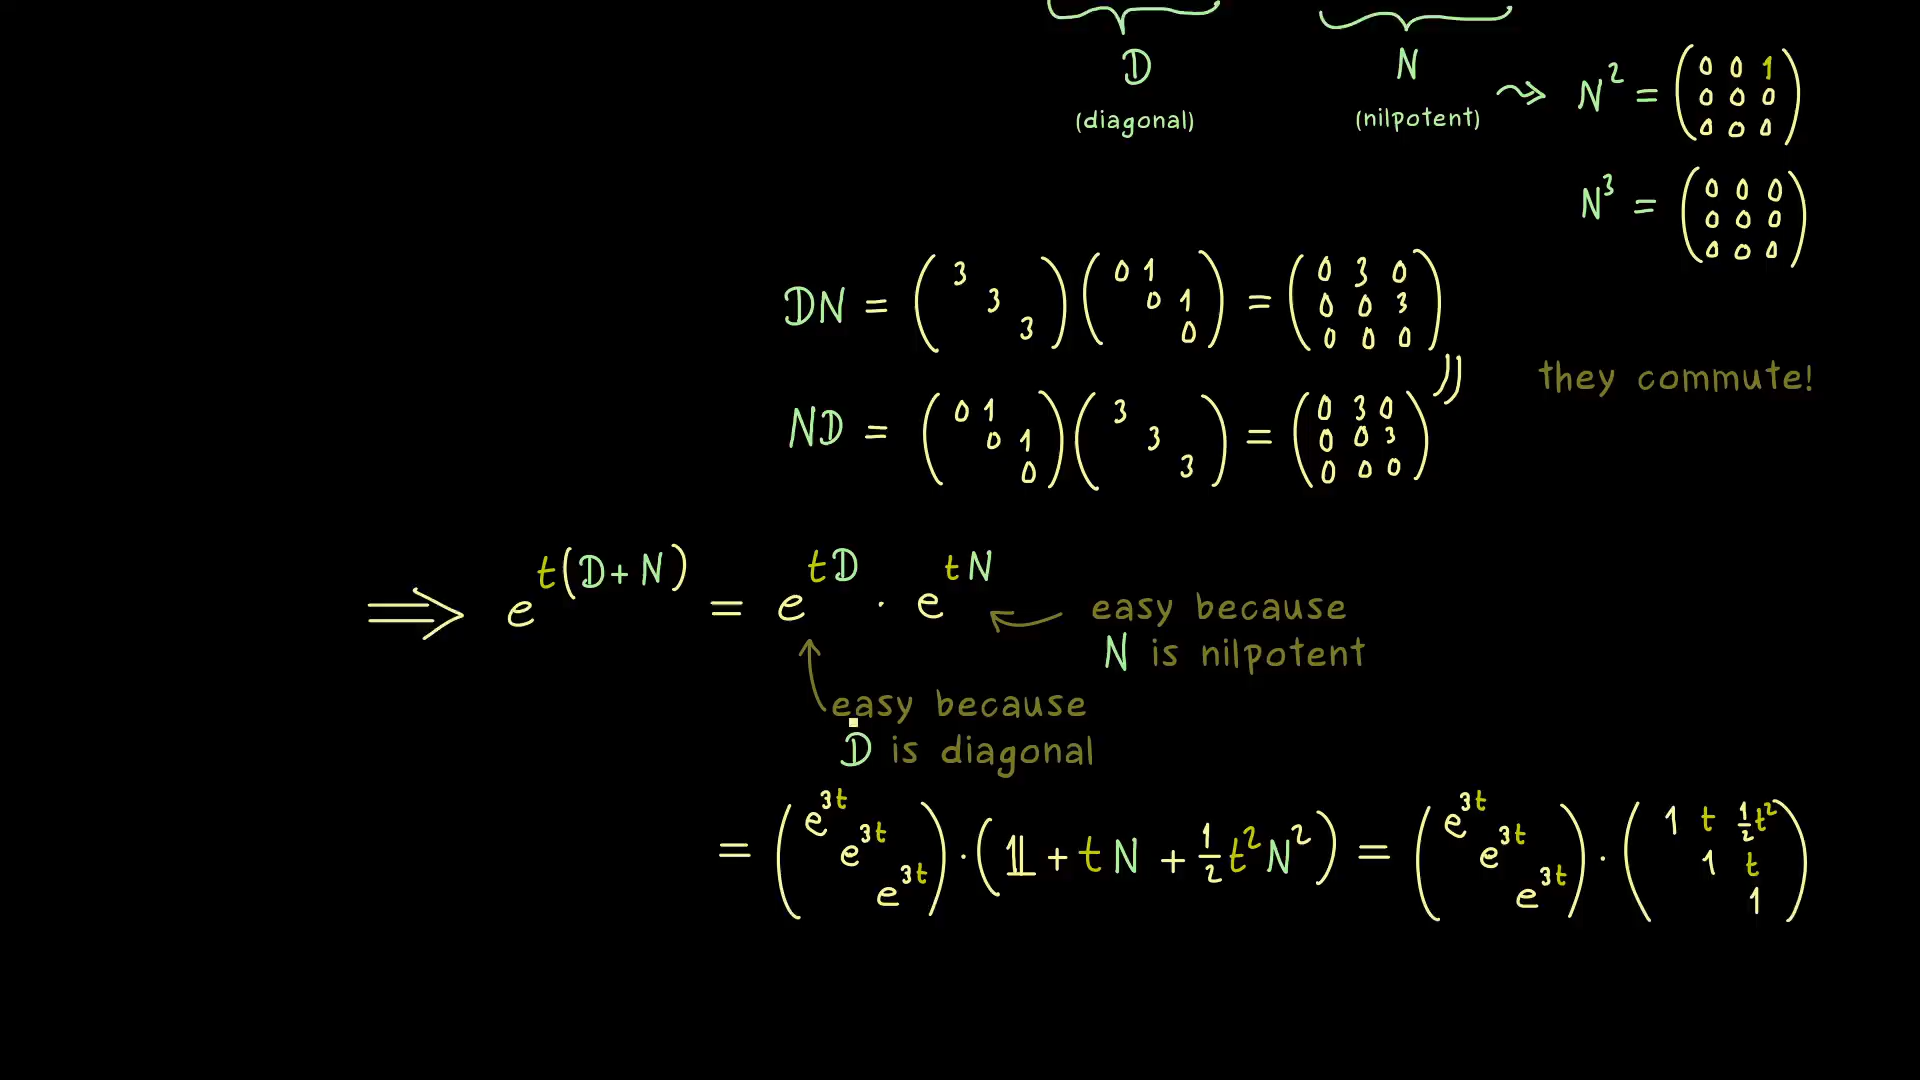 D N
(diagonal) (nilpotent) ⤳ N² = (0 0 1
0 0 0
0 0 0)
N³ = (0 0 0
0 0 0
0 0 0)
DN = (3
3
3) (0 1
0 1
0) = (0 3 0
0 0 3
0 0 0)
they commute!
ND = (0 1
0 1
0) (3
3
3) = (0 3 0
0 0 3
0 0 0)
⟹ e^{t(D+N)} = e^{tD} · e^{tN}
easy because
N is nilpotent
easy because
D is diagonal
= (e^{3t}
e^{3t}
e^{3t}) · (𝟙 + t N + ½ t² N²) = (e^{3t}
e^{3t}
e^{3t}) · (1 t ½t²
1 t
1)